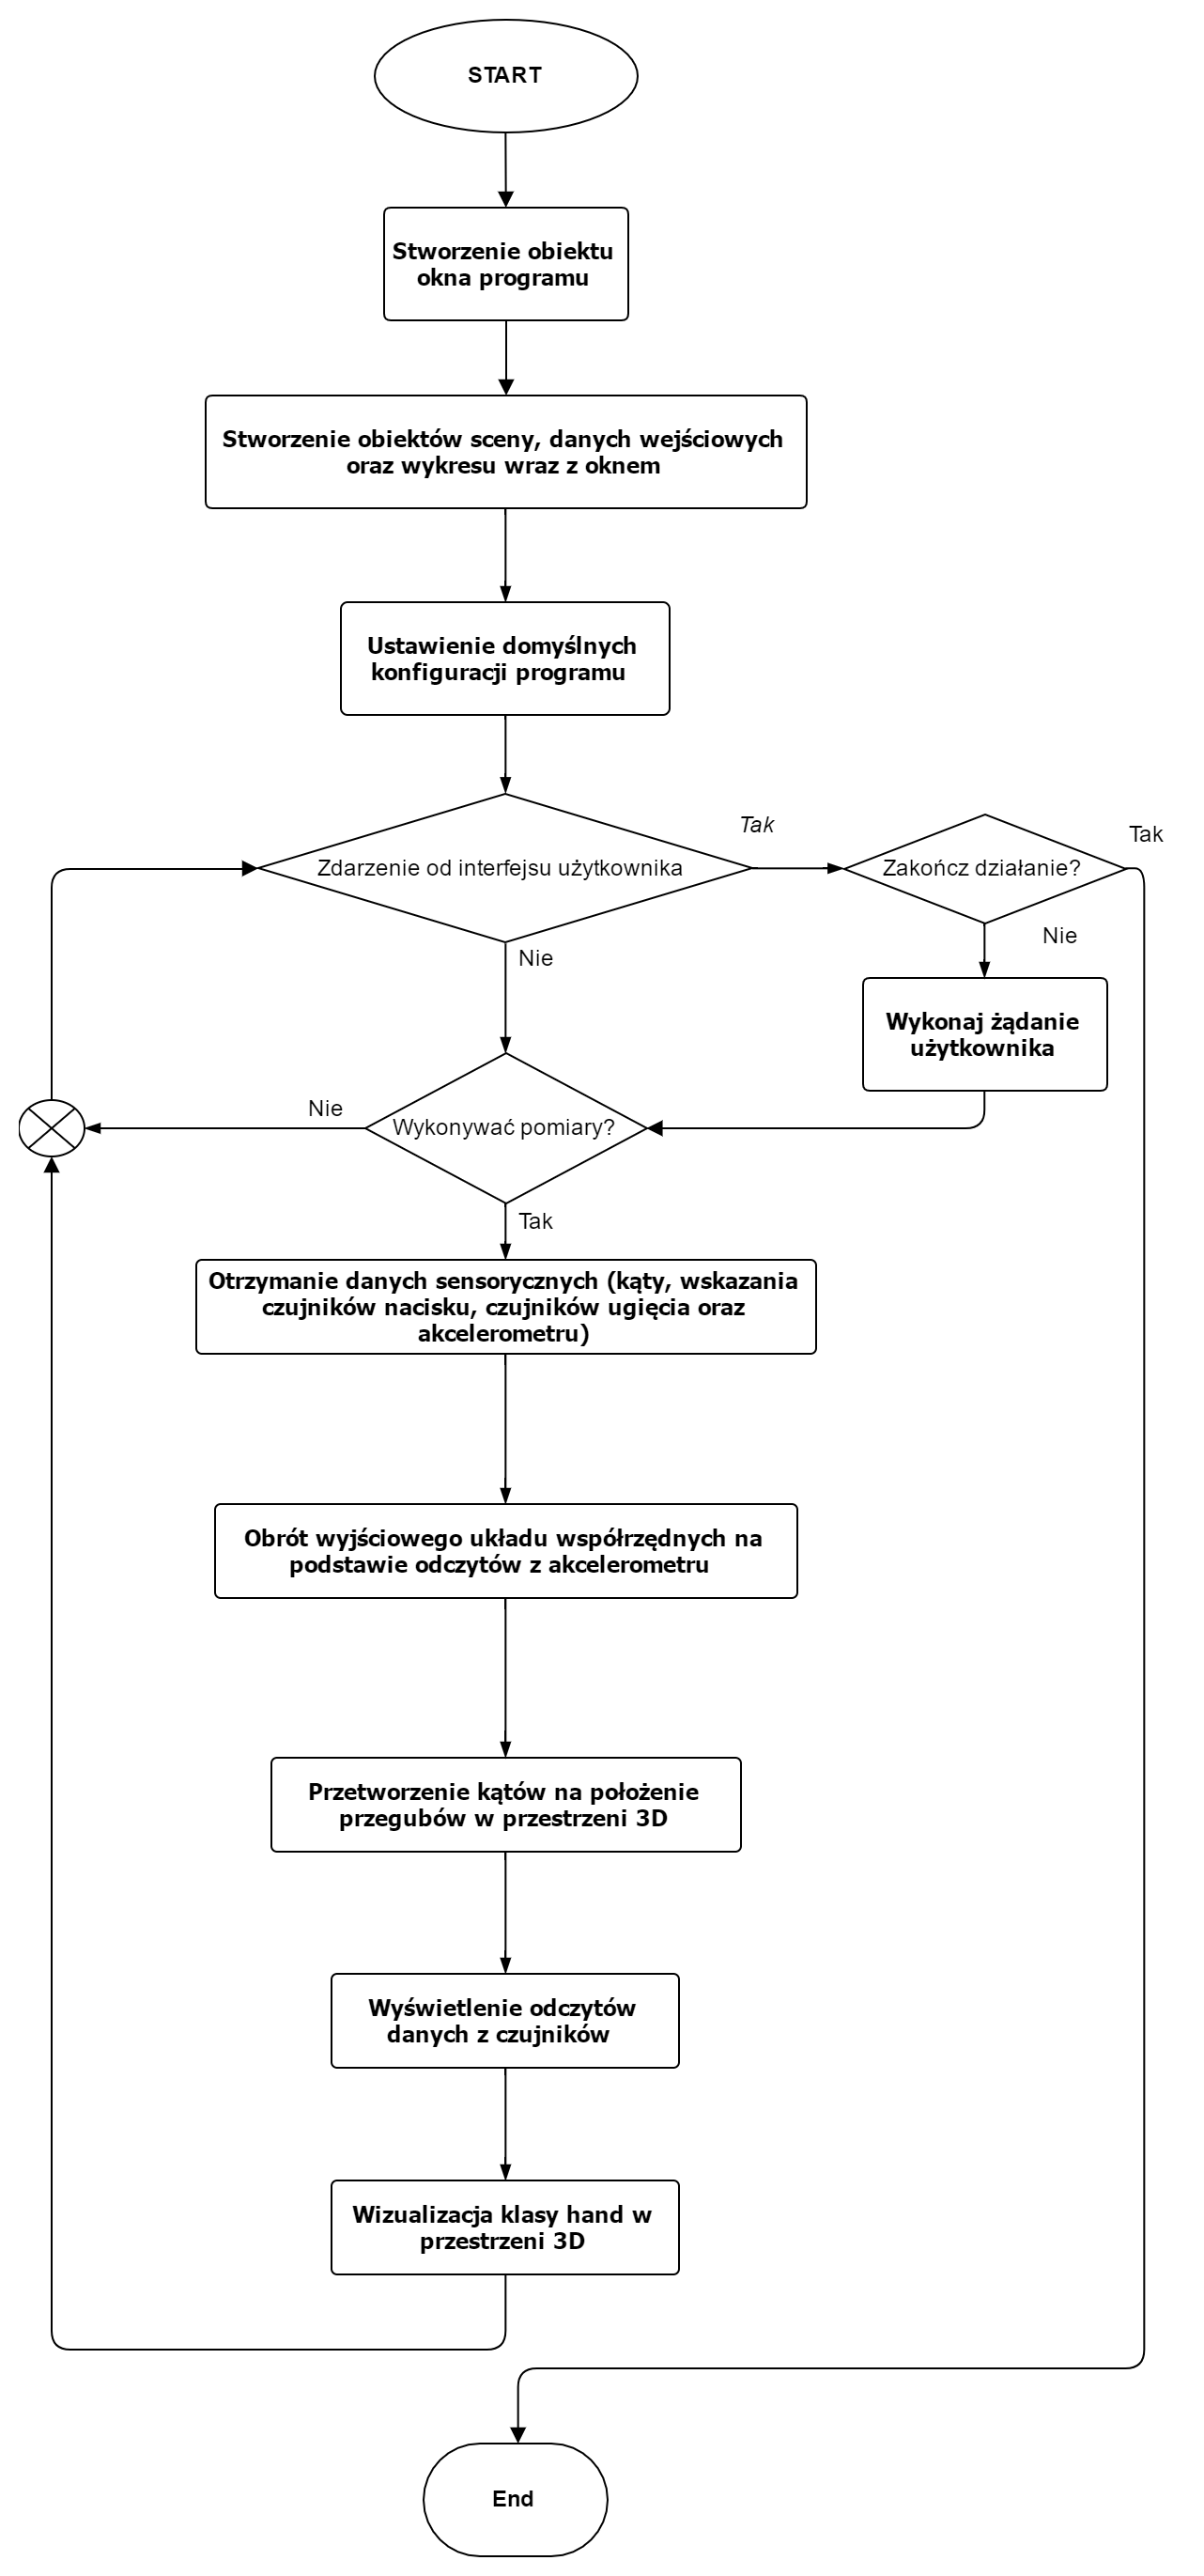 START
Stworzenie obiektu
okna programu
Stworzenie obiektów sceny, danych wejściowych
oraz wykresu wraz z oknem
Ustawienie domyślnych
konfiguracji programu
Zdarzenie od interfejsu użytkownika
Tak
Zakończ działanie?
Tak
Nie
Nie
Wykonaj żądanie
użytkownika
Wykonywać pomiary?
Nie
Tak
Otrzymanie danych sensorycznych (kąty, wskazania
czujników nacisku, czujników ugięcia oraz
akcelerometru)
Obrót wyjściowego układu współrzędnych na
podstawie odczytów z akcelerometru
Przetworzenie kątów na położenie
przegubów w przestrzeni 3D
Wyświetlenie odczytów
danych z czujników
Wizualizacja klasy hand w
przestrzeni 3D
End